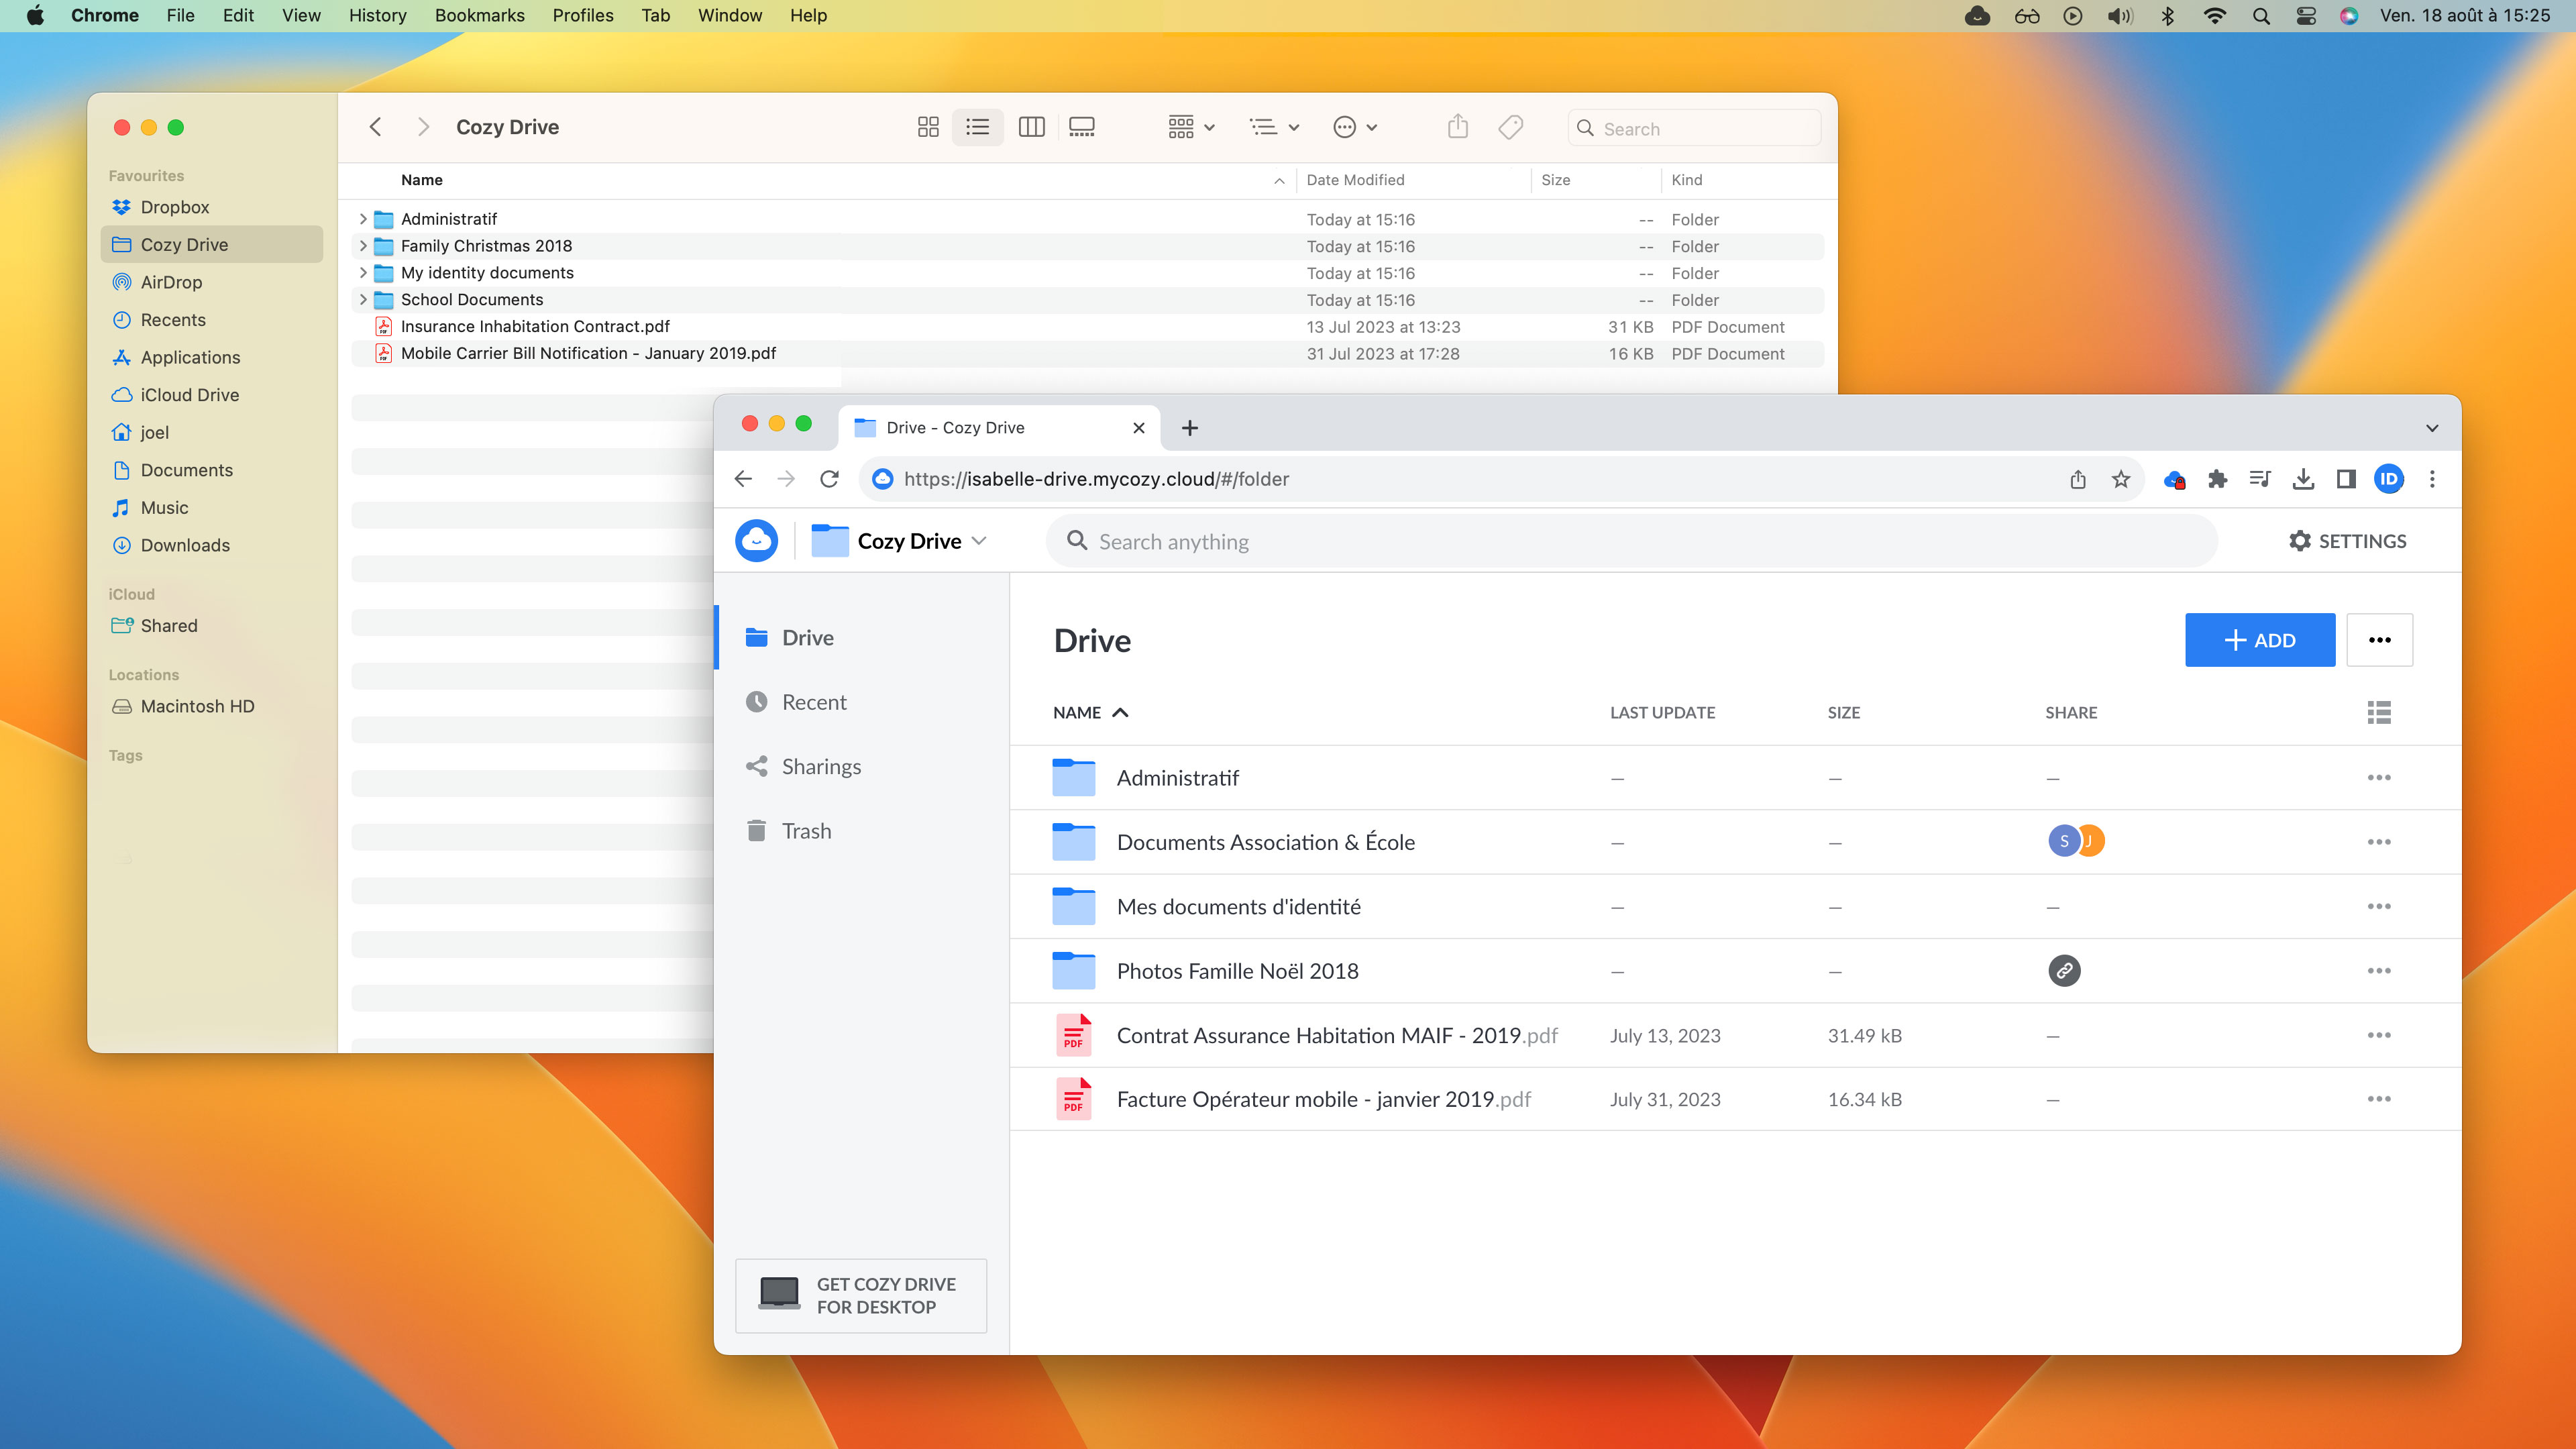 Chrome File Edit View History Bookmarks Profiles Tab Window Help Ven. 18 août à 15:25
Cozy Drive Search
Favourites
Dropbox
Cozy Drive
AirDrop
Recents
Applications
iCloud Drive
joel
Documents
Music
Downloads
iCloud
Shared
Locations
Macintosh HD
Tags
Name Date Modified Size Kind
Administratif Today at 15:16 -- Folder
Family Christmas 2018 Today at 15:16 -- Folder
My identity documents Today at 15:16 -- Folder
School Documents Today at 15:16 -- Folder
Insurance Inhabitation Contract.pdf 13 Jul 2023 at 13:23 31 KB PDF Document
Mobile Carrier Bill Notification - January 2019.pdf 31 Jul 2023 at 17:28 16 KB PDF Document
Drive - Cozy Drive
https://isabelle-drive.mycozy.cloud/#/folder ID
Cozy Drive Search anything SETTINGS
Drive
Recent
Sharings
Trash
GET COZY DRIVE
FOR DESKTOP
Drive ADD
NAME LAST UPDATE SIZE SHARE
Administratif — — —
Documents Association & École — — S J
Mes documents d'identité — — —
Photos Famille Noël 2018 — —
PDF Contrat Assurance Habitation MAIF - 2019.pdf July 13, 2023 31.49 kB —
PDF Facture Opérateur mobile - janvier 2019.pdf July 31, 2023 16.34 kB —